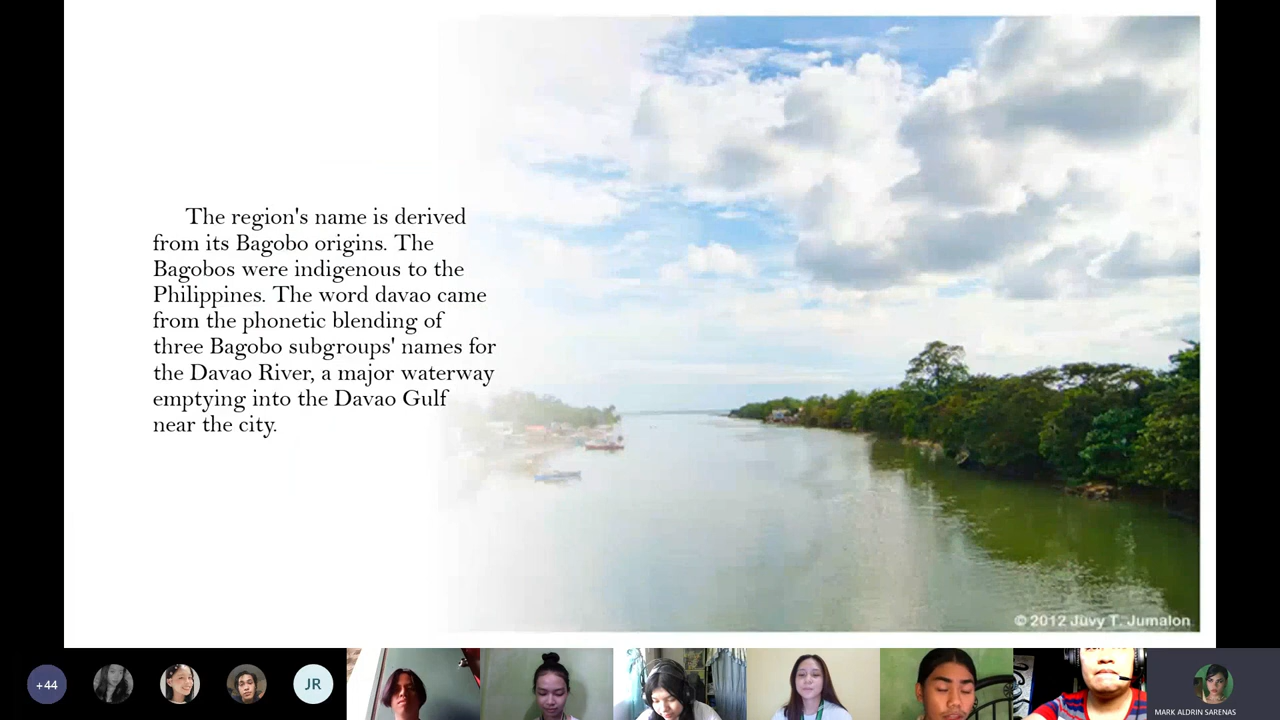 The region's name is derived
from its Bagobo origins. The
Bagobos were indigenous to the
Philippines. The word davao came
from the phonetic blending of
three Bagobo subgroups' names for
the Davao River, a major waterway
emptying into the Davao Gulf
near the city.
© 2012 Juvy T. Jumalon
+44
JR
MARK ALDRIN SARENAS